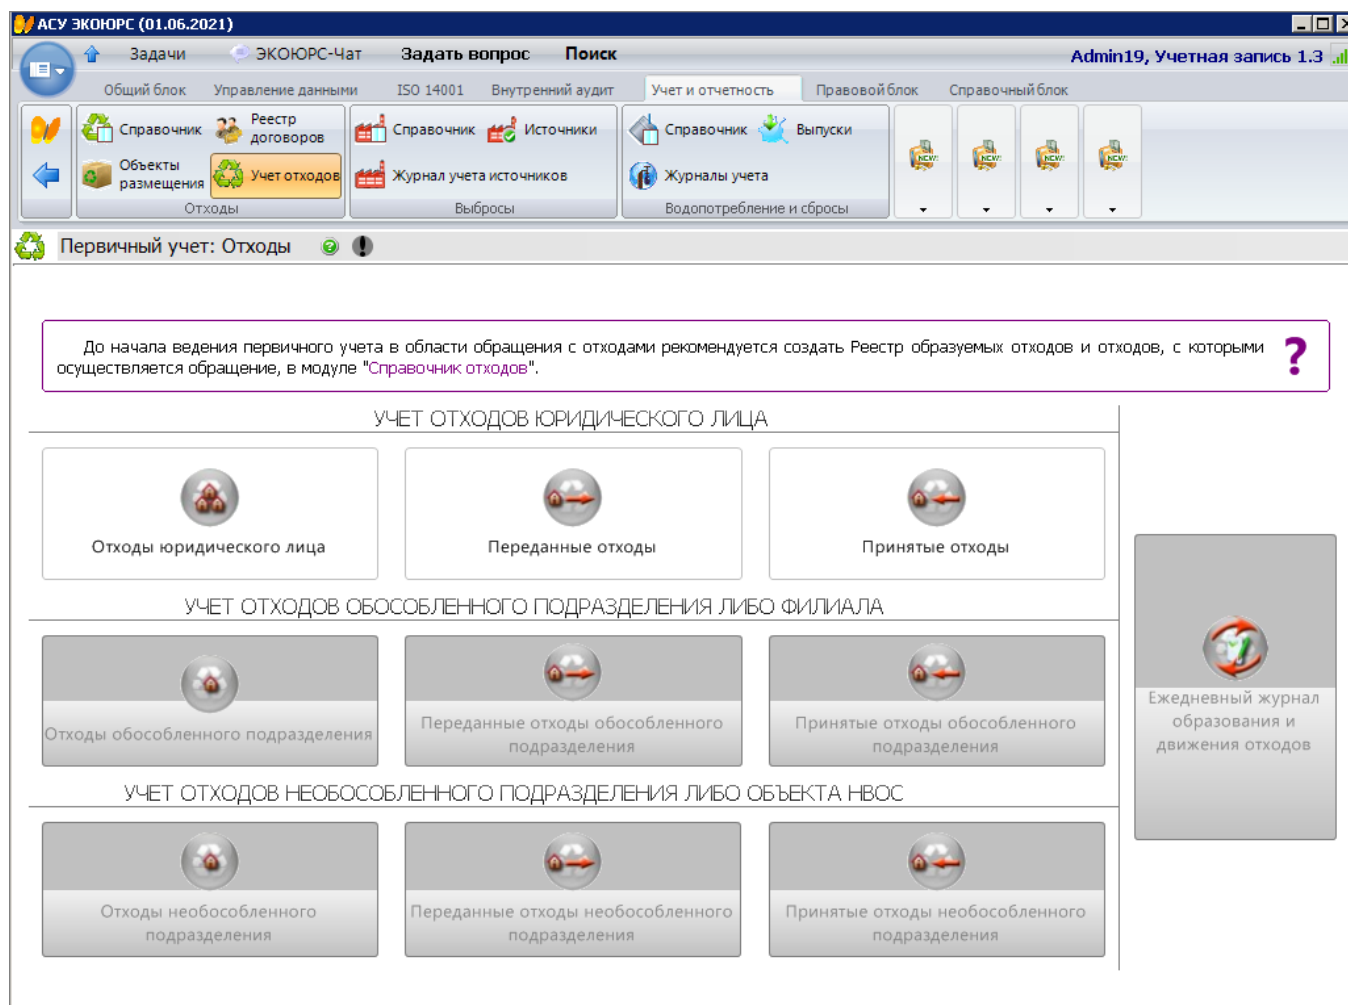 АСУ ЭКОЮРС (01.06.2021)
Задачи ЭКОЮРС-Чат Задать вопрос Поиск Admin19, Учетная запись 1.3
Общий блок Управление данными ISO 14001 Внутренний аудит Учет и отчетность Правовой блок Справочный блок
Справочник Реестр договоров Справочник Источники Справочник Выпуски
Объекты размещения Учет отходов Журнал учета источников Журналы учета
NEW! NEW! NEW! NEW!
Отходы Выбросы Водопотребление и сбросы
Первичный учет: Отходы
До начала ведения первичного учета в области обращения с отходами рекомендуется создать Реестр образуемых отходов и отходов, с которыми
осуществляется обращение, в модуле "Справочник отходов".
?
УЧЕТ ОТХОДОВ ЮРИДИЧЕСКОГО ЛИЦА
Отходы юридического лица Переданные отходы Принятые отходы
УЧЕТ ОТХОДОВ ОБОСОБЛЕННОГО ПОДРАЗДЕЛЕНИЯ ЛИБО ФИЛИАЛА
Отходы обособленного подразделения
Переданные отходы обособленного
подразделения
Принятые отходы обособленного
подразделения
УЧЕТ ОТХОДОВ НЕОБОСОБЛЕННОГО ПОДРАЗДЕЛЕНИЯ ЛИБО ОБЪЕКТА НВОС
Отходы необособленного
подразделения
Переданные отходы необособленного
подразделения
Принятые отходы необособленного
подразделения
Ежедневный журнал
образования и
движения отходов